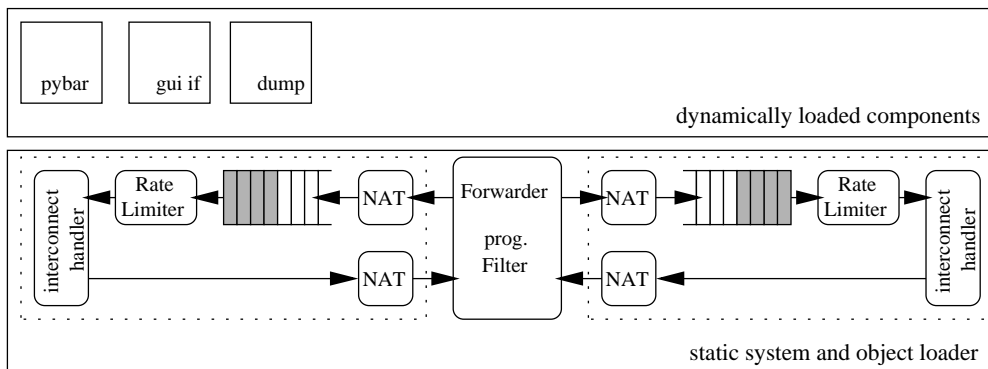 pybar
gui if
dump
dynamically loaded components
interconnect
handler
Rate
Limiter
NAT
Forwarder
prog.
Filter
NAT
Rate
Limiter
interconnect
handler
NAT
NAT
static system and object loader